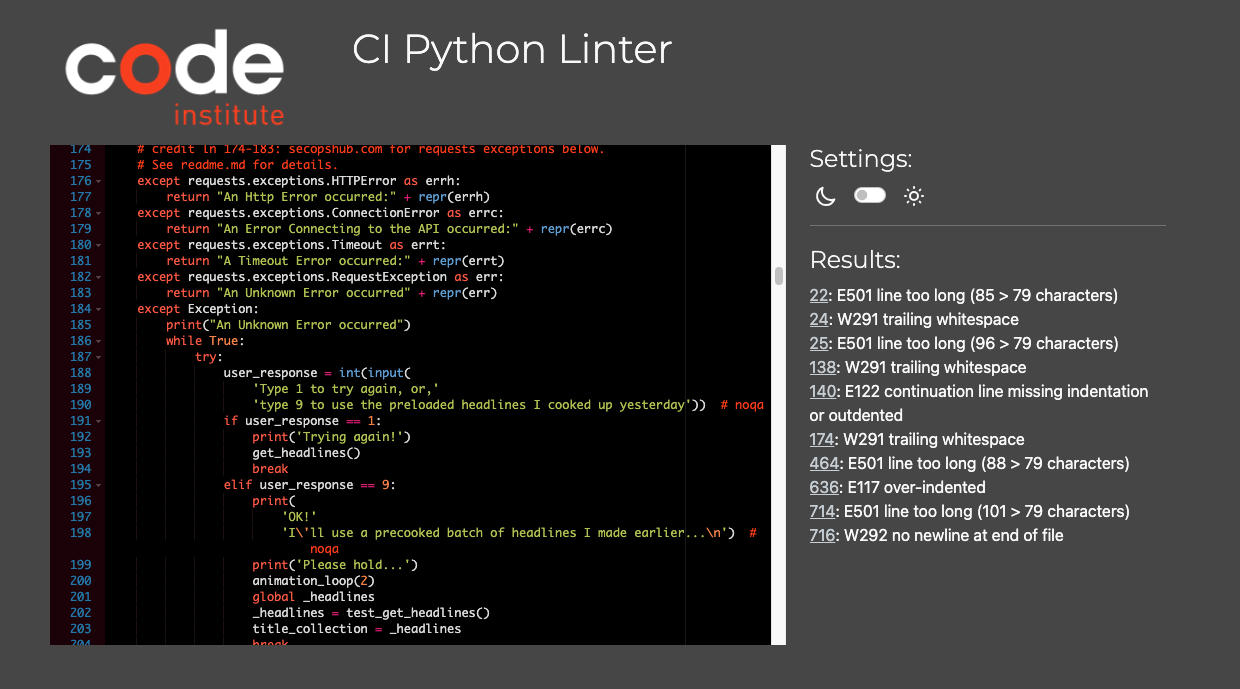 code
institute
CI Python Linter
174 # credit ln 174-183: secopshub.com for requests exceptions below.
175 # See readme.md for details.
176 except requests.exceptions.HTTPError as errh:
177 return "An Http Error occurred:" + repr(errh)
178 except requests.exceptions.ConnectionError as errc:
179 return "An Error Connecting to the API occurred:" + repr(errc)
180 except requests.exceptions.Timeout as errt:
181 return "A Timeout Error occurred:" + repr(errt)
182 except requests.exceptions.RequestException as err:
183 return "An Unknown Error occurred" + repr(err)
184 except Exception:
185 print("An Unknown Error occurred")
186 while True:
187 try:
188 user_response = int(input(
189 'Type 1 to try again, or,'
190 'type 9 to use the preloaded headlines I cooked up yesterday')) # noqa
191 if user_response == 1:
192 print('Trying again!')
193 get_headlines()
194 break
195 elif user_response == 9:
196 print(
197 'OK!'
198 'I\'ll use a precooked batch of headlines I made earlier...\n') #
noqa
199 print('Please hold...')
200 animation_loop(2)
201 global _headlines
202 _headlines = test_get_headlines()
203 title_collection = _headlines
204 break
Settings:
Results:
22: E501 line too long (85 > 79 characters)
24: W291 trailing whitespace
25: E501 line too long (96 > 79 characters)
138: W291 trailing whitespace
140: E122 continuation line missing indentation
or outdented
174: W291 trailing whitespace
464: E501 line too long (88 > 79 characters)
636: E117 over-indented
714: E501 line too long (101 > 79 characters)
716: W292 no newline at end of file